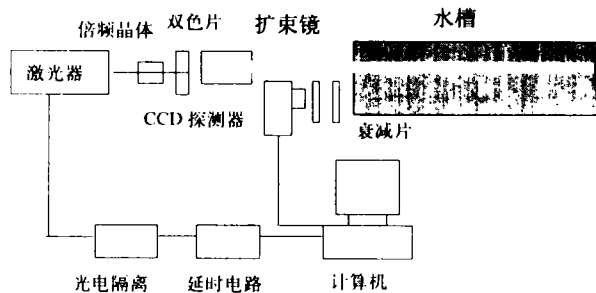 倍频晶体
双色片
扩束镜
水槽
激光器
CCD 探测器
衰减片
光电隔离
延时电路
计算机